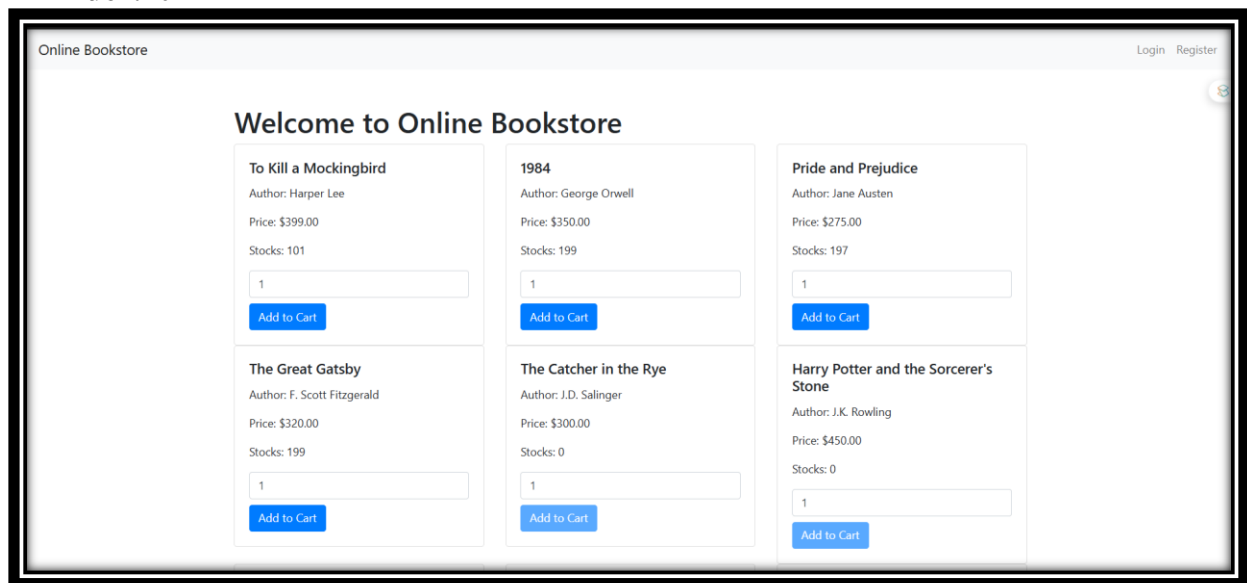 Online Bookstore
Login Register
Welcome to Online Bookstore
To Kill a Mockingbird
Author: Harper Lee
Price: $399.00
Stocks: 101
1
Add to Cart
1984
Author: George Orwell
Price: $350.00
Stocks: 199
1
Add to Cart
Pride and Prejudice
Author: Jane Austen
Price: $275.00
Stocks: 197
1
Add to Cart
The Great Gatsby
Author: F. Scott Fitzgerald
Price: $320.00
Stocks: 199
1
Add to Cart
The Catcher in the Rye
Author: J.D. Salinger
Price: $300.00
Stocks: 0
1
Add to Cart
Harry Potter and the Sorcerer's
Stone
Author: J.K. Rowling
Price: $450.00
Stocks: 0
1
Add to Cart